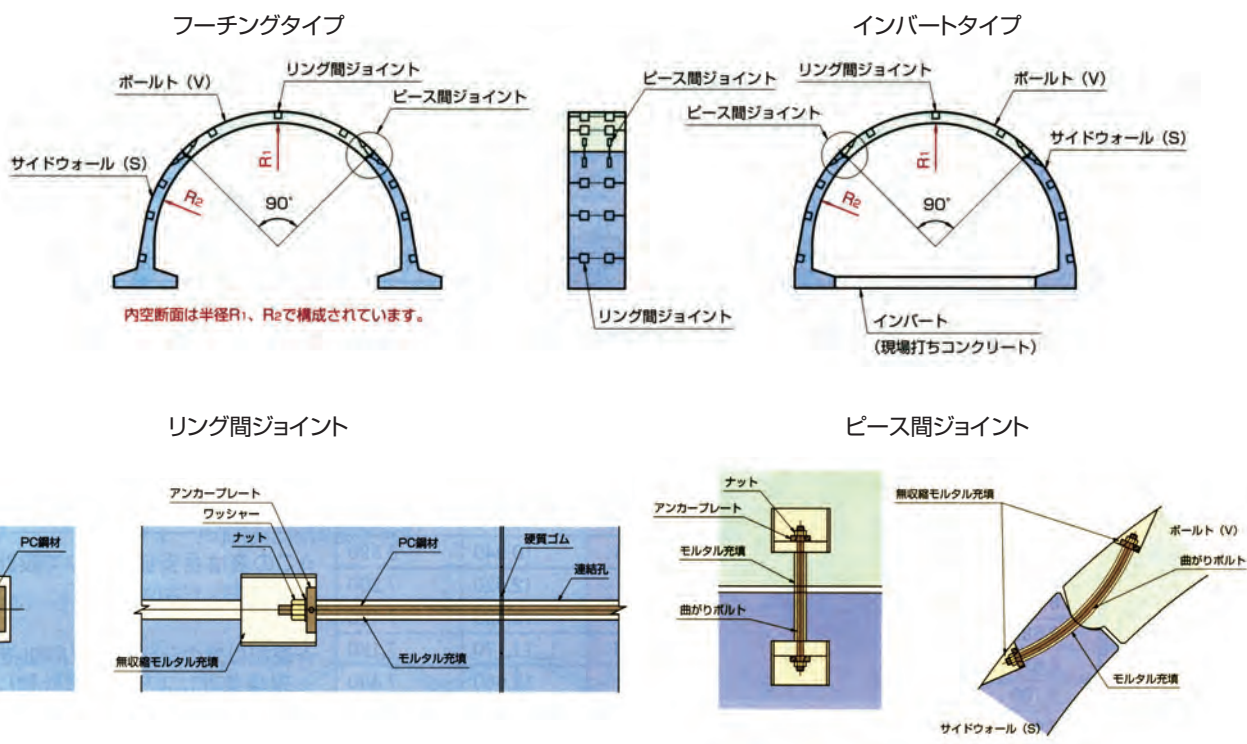 フーチングタイプ
ボールト（V）
リング間ジョイント
ピース間ジョイント
サイドウォール（S）
R1
R2
90°
内空断面は半径R1、R2で構成されています。
インバートタイプ
ピース間ジョイント
リング間ジョイント
ボールト（V）
ピース間ジョイント
サイドウォール（S）
R1
R2
90°
リング間ジョイント
インバート
（現場打ちコンクリート）
リング間ジョイント
PC鋼材
アンカープレート
ワッシャー
ナット
PC鋼材
硬質ゴム
連結孔
無収縮モルタル充填
モルタル充填
ピース間ジョイント
ナット
アンカープレート
モルタル充填
曲がりボルト
無収縮モルタル充填
ボールト（V）
曲がりボルト
モルタル充填
サイドウォール（S）